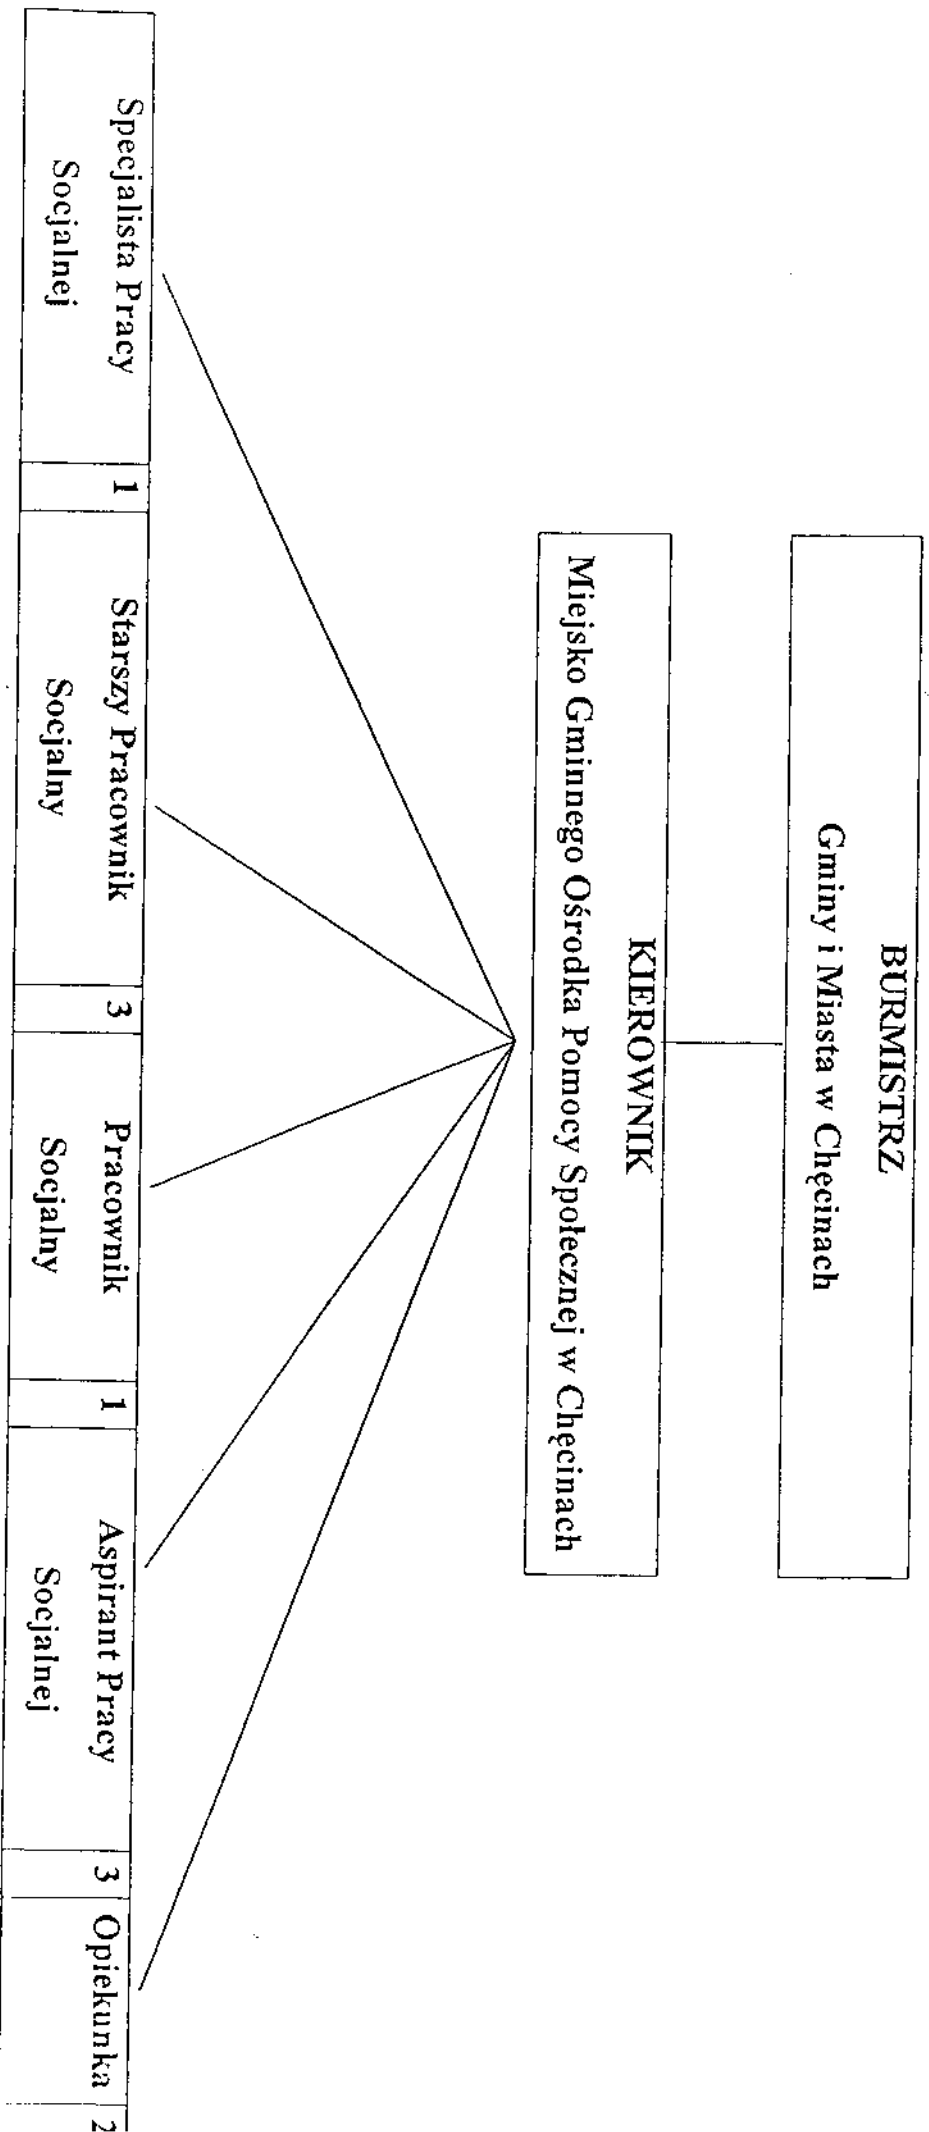 BURMISTRZ
Gminy i Miasta w Chęcinach
KIEROWNIK
Miejsko Gminnego Ośrodka Pomocy Społecznej w Chęcinach
Specjalista Pracy
Socjalnej
1
Starszy Pracownik
Socjalny
3
Pracownik
Socjalny
1
Aspirant Pracy
Socjalnej
3
Opiekunka
2